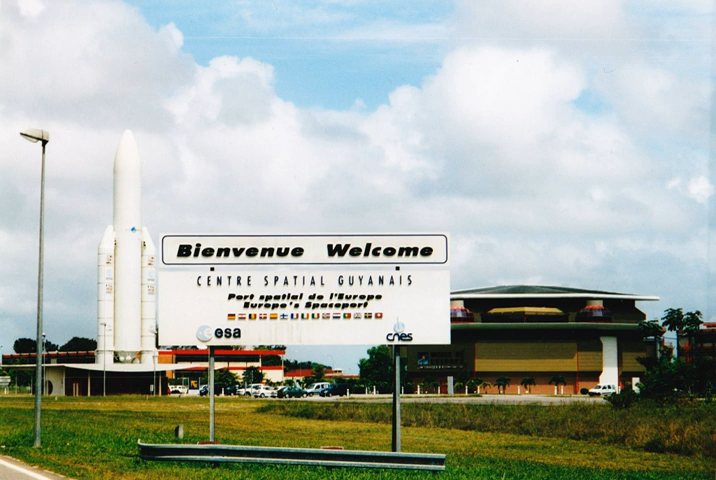 Bienvenue Welcome
CENTRE SPATIAL GUYANAIS
Port spatial de l'Europe
Europe's Spaceport
esa
cnes